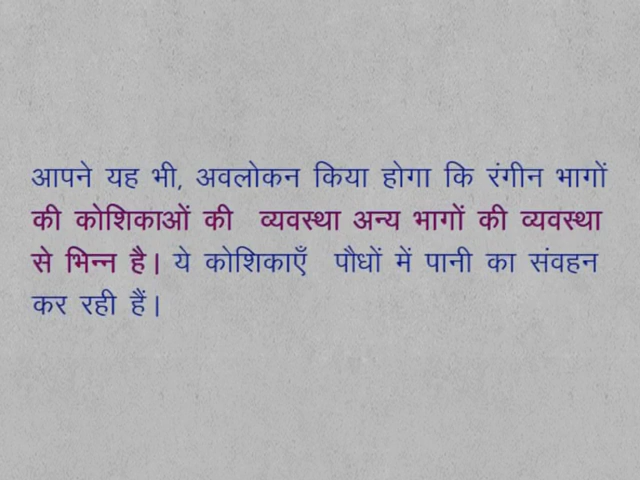 आपने यह भी, अवलोकन किया होगा कि रंगीन भागों
की कोशिकाओं की व्यवस्था अन्य भागों की व्यवस्था
से भिन्न है। ये कोशिकाएँ पौधों में पानी का संवहन
कर रही हैं।